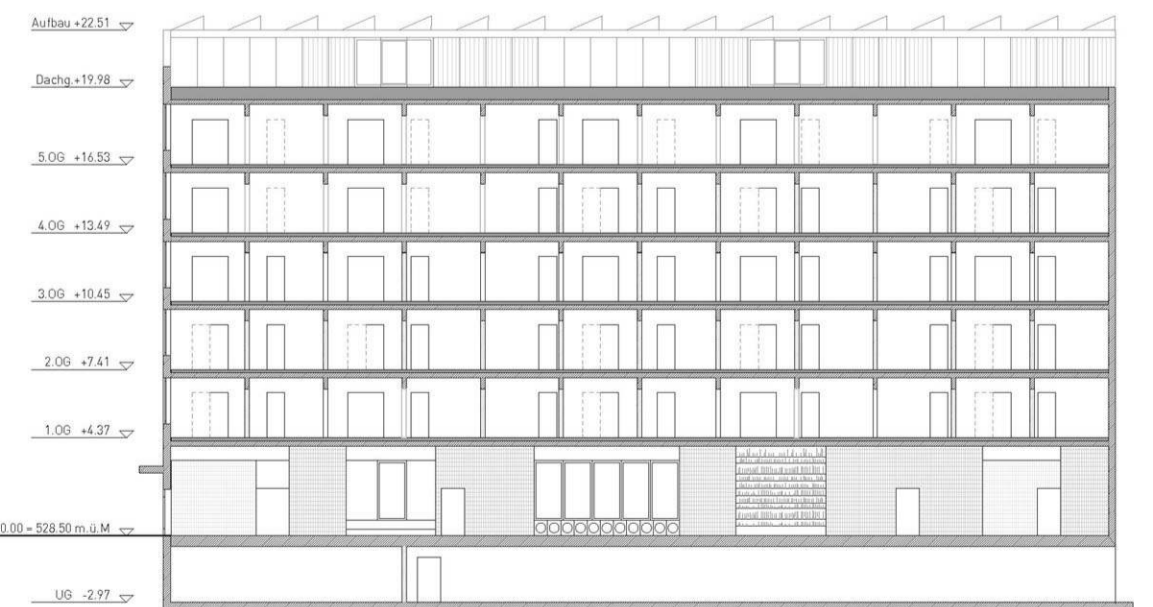 Aufbau +22.51
Dachg.+19.98
5.OG +16.53
4.OG +13.49
3.OG +10.45
2.OG +7.41
1.OG +4.37
0.00 = 528.50 m.ü.M
UG -2.97